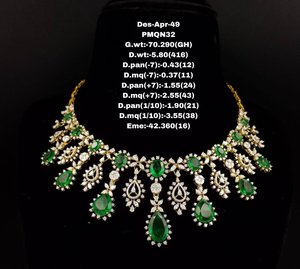 Des-Apr-49
PMQN32
G.wt:-70.290(GH)
D.wt:-5.80(418)
D.pan(-7):-0.43(12)
D.mq(-7):-0.37(11)
D.pan(+7):-1.55(24)
D.mq(+7):-2.55(43)
D.pan(1/10):-1.90(21)
D.mq(1/10):-3.55(38)
Eme:-42.360(16)